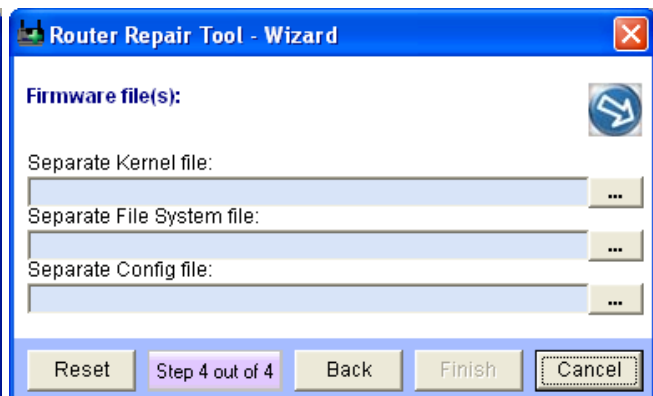 Router Repair Tool - Wizard
Firmware file(s):
Separate Kernel file:
...
Separate File System file:
...
Separate Config file:
...
Reset Step 4 out of 4 Back Finish Cancel